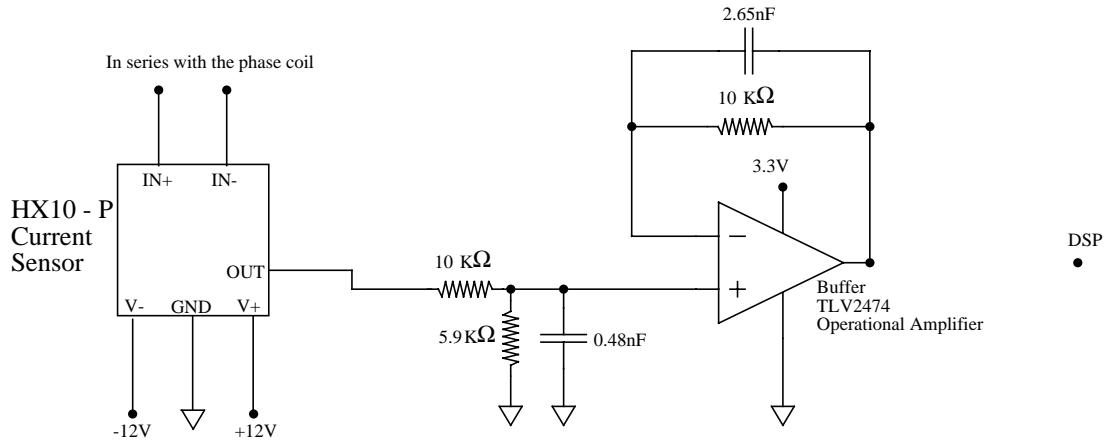 2.65nF
In series with the phase coil
10 KΩ
IN+
IN-
3.3V
HX10 - P
Current
Sensor
OUT
V-
GND
V+
-12V
+12V
10 KΩ
5.9KΩ
0.48nF
−
+
Buffer
TLV2474
Operational Amplifier
DSP